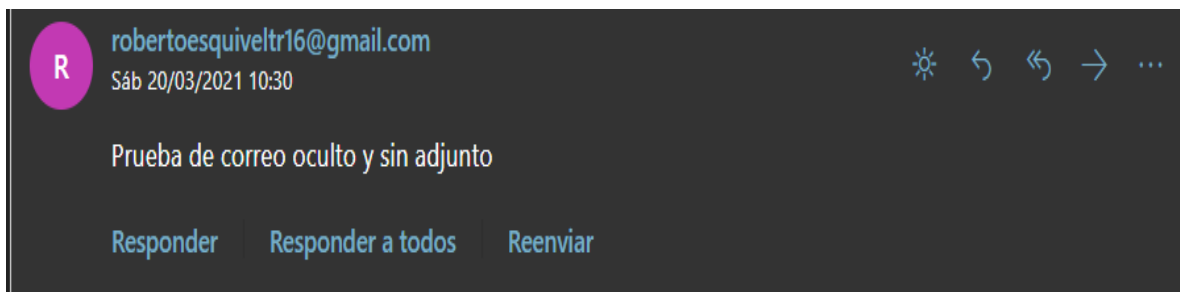 R
robertoesquiveltr16@gmail.com
Sáb 20/03/2021 10:30
Prueba de correo oculto y sin adjunto
Responder Responder a todos Reenviar